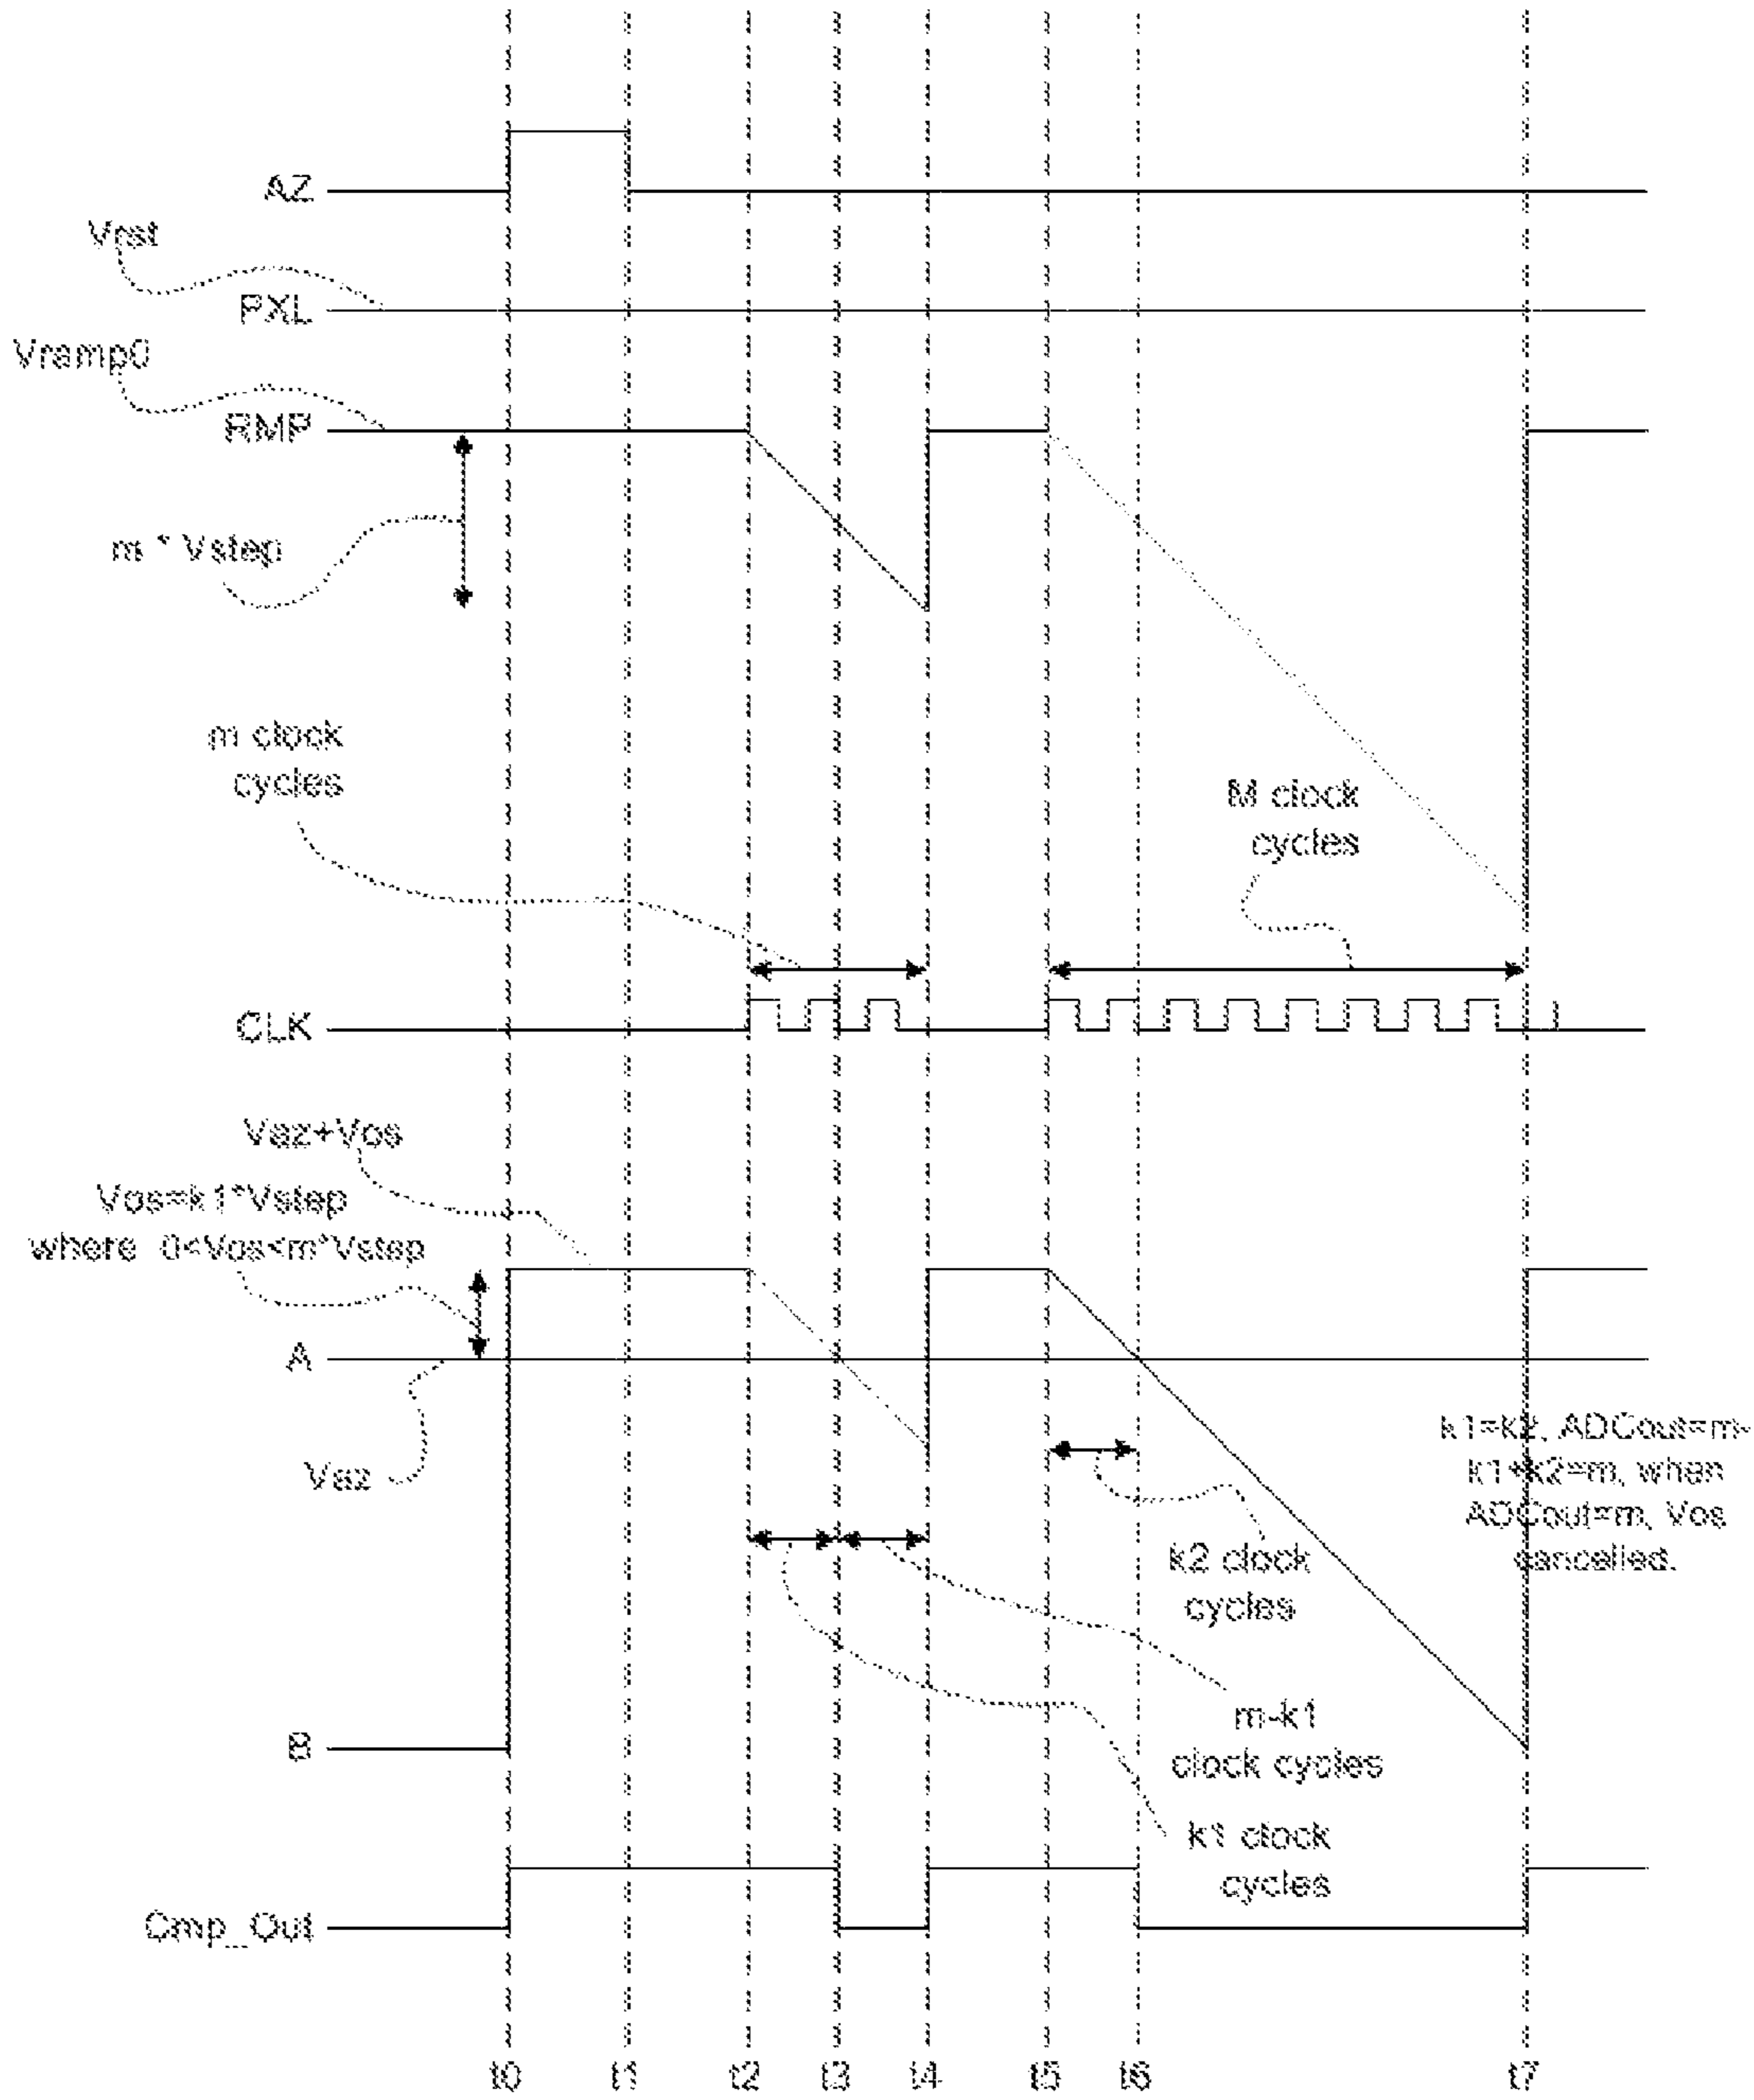 AZ
Vrst
PXL
Vramp0
RMP
m * Vstep
m clock
cycles
M clock
cycles
CLK
Vaz+Vos
Vos=k1*Vstep
where 0<Vos<m*Vstep
A
Vaz
k1=k2, ADCout=m-
k1+k2=m, when
ADCout=m, Vos
cancelled.
k2 clock
cycles
m-k1
clock cycles
B
k1 clock
cycles
Cmp_Out
t0 t1 t2 t3 t4 t5 t6 t7